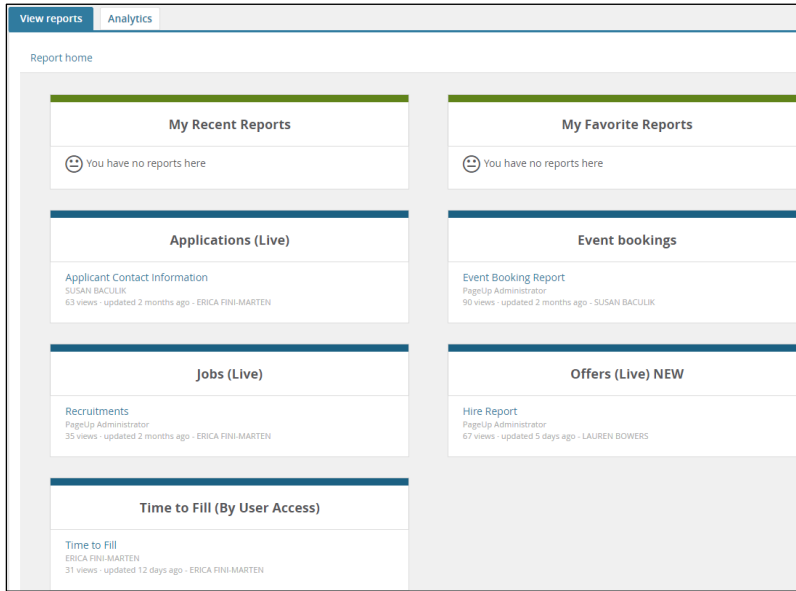 View reports
Analytics
Report home
My Recent Reports
You have no reports here
My Favorite Reports
You have no reports here
Applications (Live)
Applicant Contact Information
SUSAN BACULIK
63 views · updated 2 months ago - ERICA FINI-MARTEN
Event bookings
Event Booking Report
PageUp Administrator
90 views · updated 2 months ago - SUSAN BACULIK
Jobs (Live)
Recruitments
PageUp Administrator
35 views · updated 2 months ago - ERICA FINI-MARTEN
Offers (Live) NEW
Hire Report
PageUp Administrator
67 views · updated 5 days ago - LAUREN BOWERS
Time to Fill (By User Access)
Time to Fill
ERICA FINI-MARTEN
31 views · updated 12 days ago - ERICA FINI-MARTEN